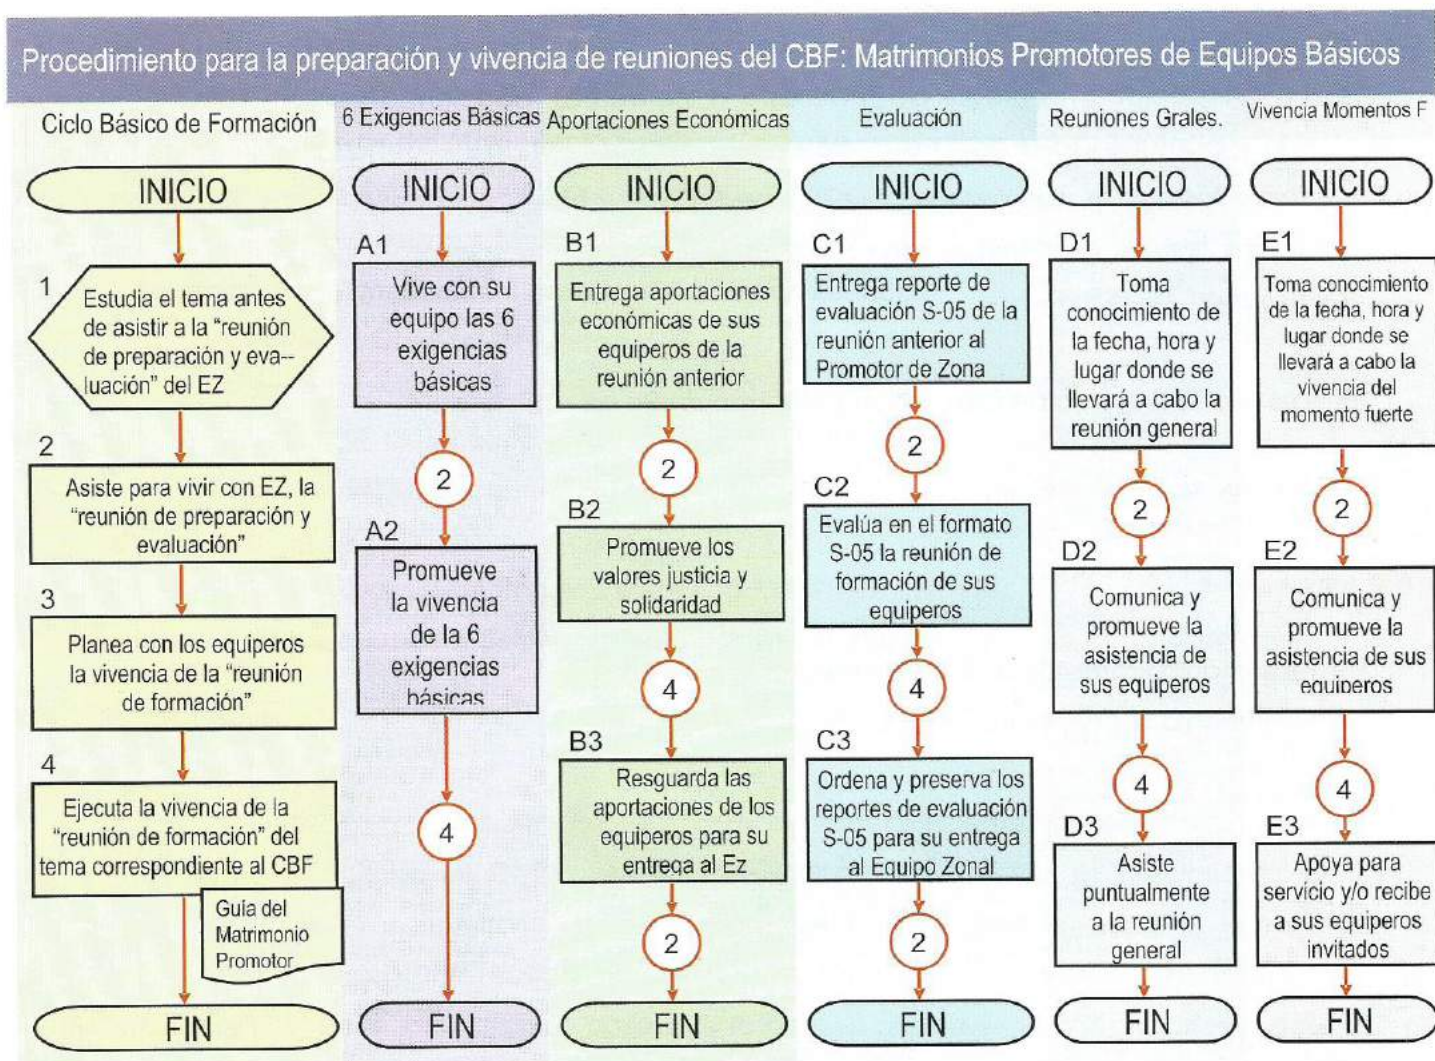 Procedimiento para la preparación y vivencia de reuniones del CBF: Matrimonios Promotores de Equipos Básicos
Ciclo Básico de Formación
INICIO
1
Estudia el tema antes
de asistir a la “reunión
de preparación y eva--
luación” del EZ
2
Asiste para vivir con EZ, la
“reunión de preparación y
evaluación”
3
Planea con los equiperos
la vivencia de la “reunión
de formación”
4
Ejecuta la vivencia de la
“reunión de formación” del
tema correspondiente al CBF
Guía del
Matrimonio
Promotor
FIN
6 Exigencias Básicas
INICIO
A1
Vive con su
equipo las 6
exigencias
básicas
2
A2
Promueve
la vivencia
de la 6
exigencias
básicas
4
FIN
Aportaciones Económicas
INICIO
B1
Entrega aportaciones
económicas de sus
equiperos de la
reunión anterior
2
B2
Promueve los
valores justicia y
solidaridad
4
B3
Resguarda las
aportaciones de los
equiperos para su
entrega al Ez
2
FIN
Evaluación
INICIO
C1
Entrega reporte de
evaluación S-05 de la
reunión anterior al
Promotor de Zona
2
C2
Evalúa en el formato
S-05 la reunión de
formación de sus
equiperos
4
C3
Ordena y preserva los
reportes de evaluación
S-05 para su entrega
al Equipo Zonal
2
FIN
Reuniones Grales.
INICIO
D1
Toma
conocimiento de
la fecha, hora y
lugar donde se
llevará a cabo la
reunión general
2
D2
Comunica y
promueve la
asistencia de
sus equiperos
4
D3
Asiste
puntualmente
a la reunión
general
FIN
Vivencia Momentos F
INICIO
E1
Toma conocimiento
de la fecha, hora y
lugar donde se
llevará a cabo la
vivencia del
momento fuerte
2
E2
Comunica y
promueve la
asistencia de sus
equiperos
4
E3
Apoya para
servicio y/o recibe
a sus equiperos
invitados
FIN